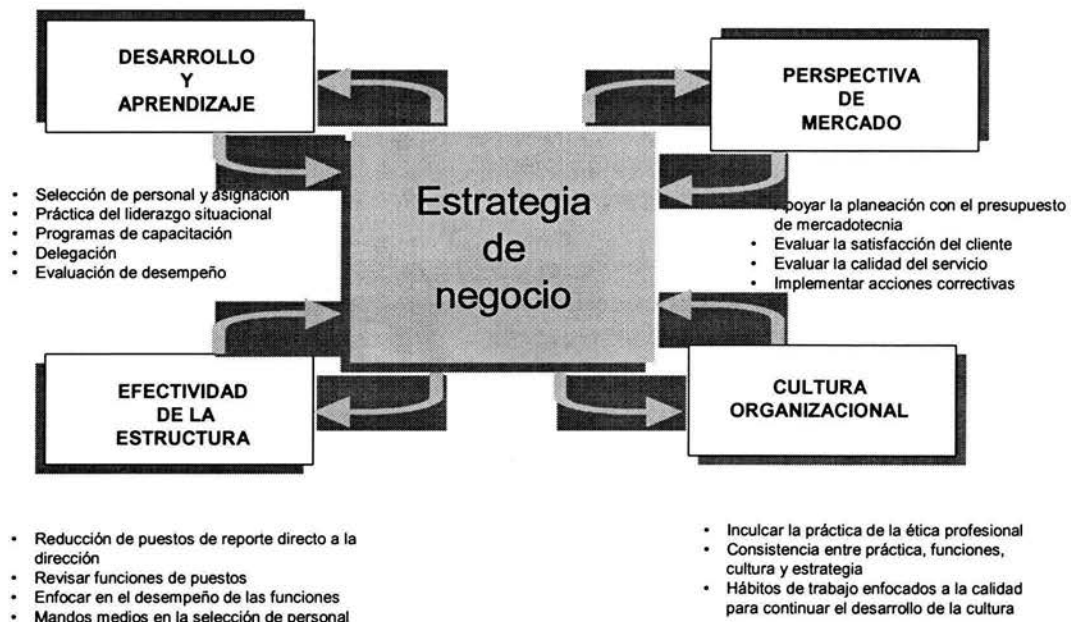 DESARROLLO
Y
APRENDIZAJE
• Selección de personal y asignación
• Práctica del liderazgo situacional
• Programas de capacitación
• Delegación
• Evaluación de desempeño
PERSPECTIVA
DE
MERCADO
Apoyar la planeación con el presupuesto
de mercadotecnia
• Evaluar la satisfacción del cliente
• Evaluar la calidad del servicio
• Implementar acciones correctivas
Estrategia
de
negocio
EFECTIVIDAD
DE LA
ESTRUCTURA
• Reducción de puestos de reporte directo a la
dirección
• Revisar funciones de puestos
• Enfocar en el desempeño de las funciones
• Mandos medios en la selección de personal
CULTURA
ORGANIZACIONAL
• Inculcar la práctica de la ética profesional
• Consistencia entre práctica, funciones,
cultura y estrategia
• Hábitos de trabajo enfocados a la calidad
para continuar el desarrollo de la cultura